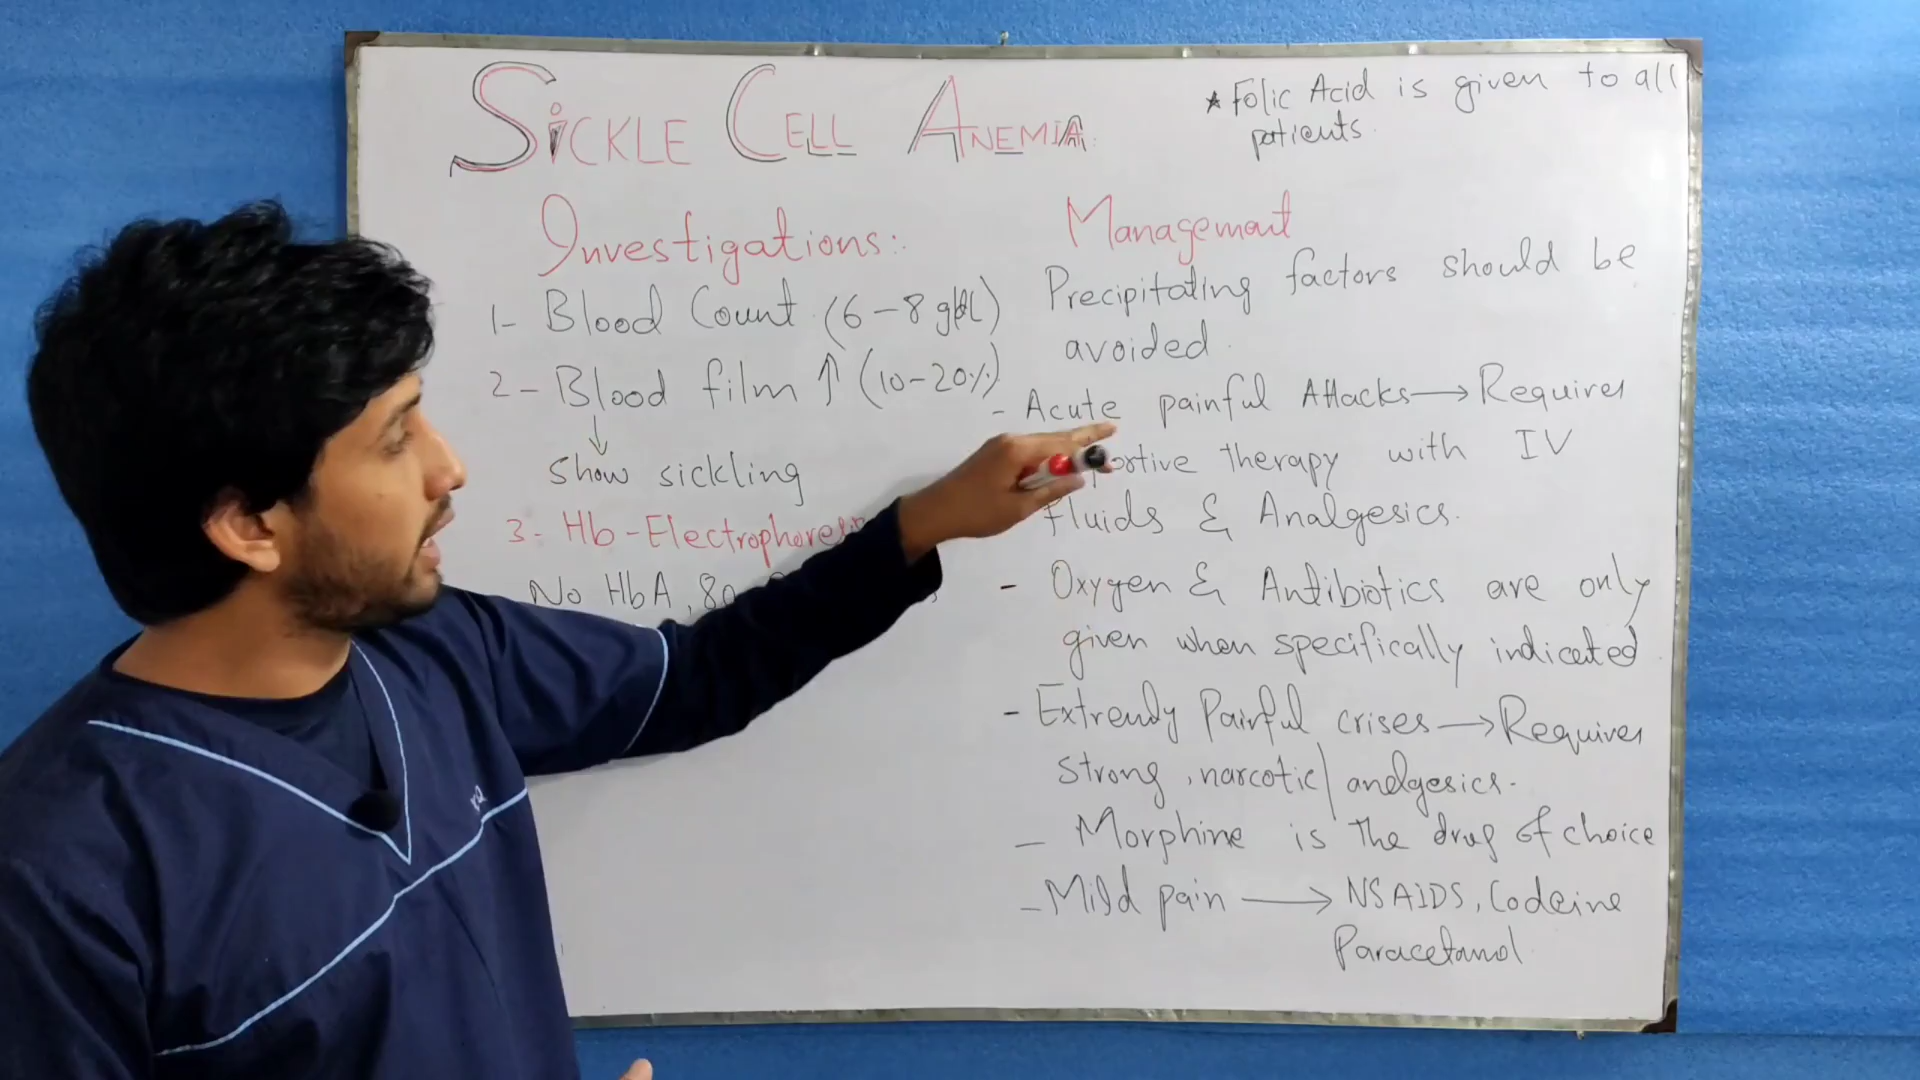 SICKLE CELL ANEMIA
* Folic Acid is given to all
patients.
Investigations:
1- Blood Count (6-8 g/dl)
2- Blood film ↑ (10-20%)
↓
show sickling
3- Hb-Electrophoresis
No HbA, 80
Management
Precipitating factors should be
avoided.
- Acute painful Attacks → Requires
portive therapy with IV
Fluids & Analgesics.
- Oxygen & Antibiotics are only
given when specifically indicated
- Extremly Painful crises → Requires
strong, narcotic / analgesics.
- Morphine is the drug of choice
- Mild pain → NSAIDS, Codeine
Paracetamol